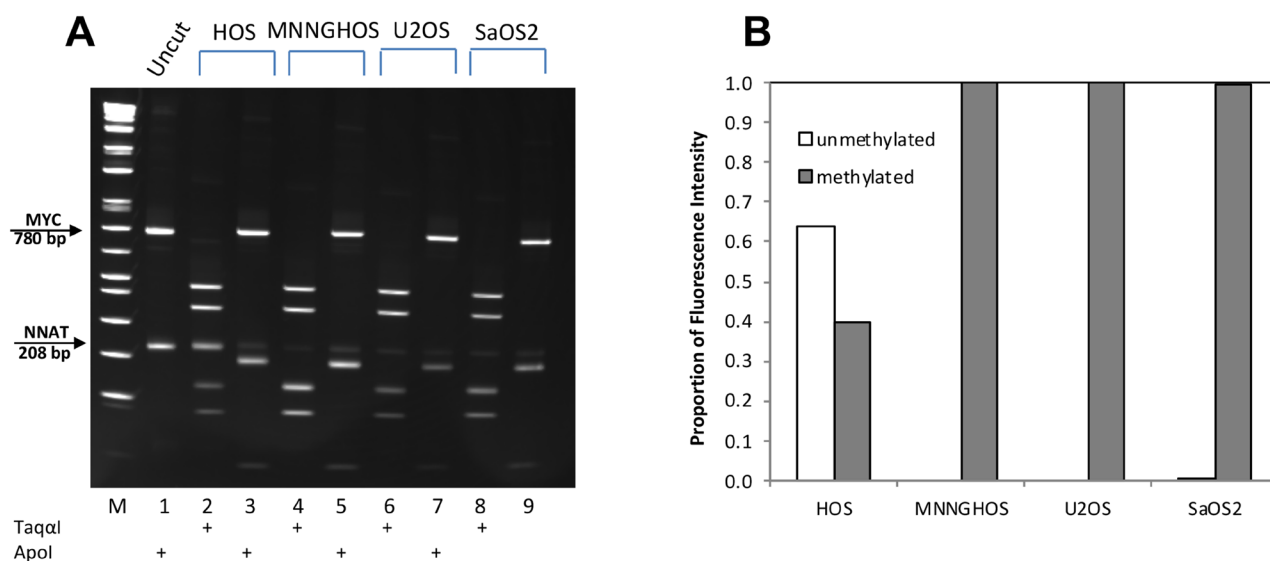 A
Uncut
HOS MNNGHOS U2OS SaOS2
MYC
780 bp
NNAT
208 bp
M 1 2 3 4 5 6 7 8 9
TaqαI + + + +
ApoI + + + +
B
Proportion of Fluorescence Intensity
1.0
0.9
0.8
0.7
0.6
0.5
0.4
0.3
0.2
0.1
0.0
unmethylated
methylated
HOS MNNGHOS U2OS SaOS2